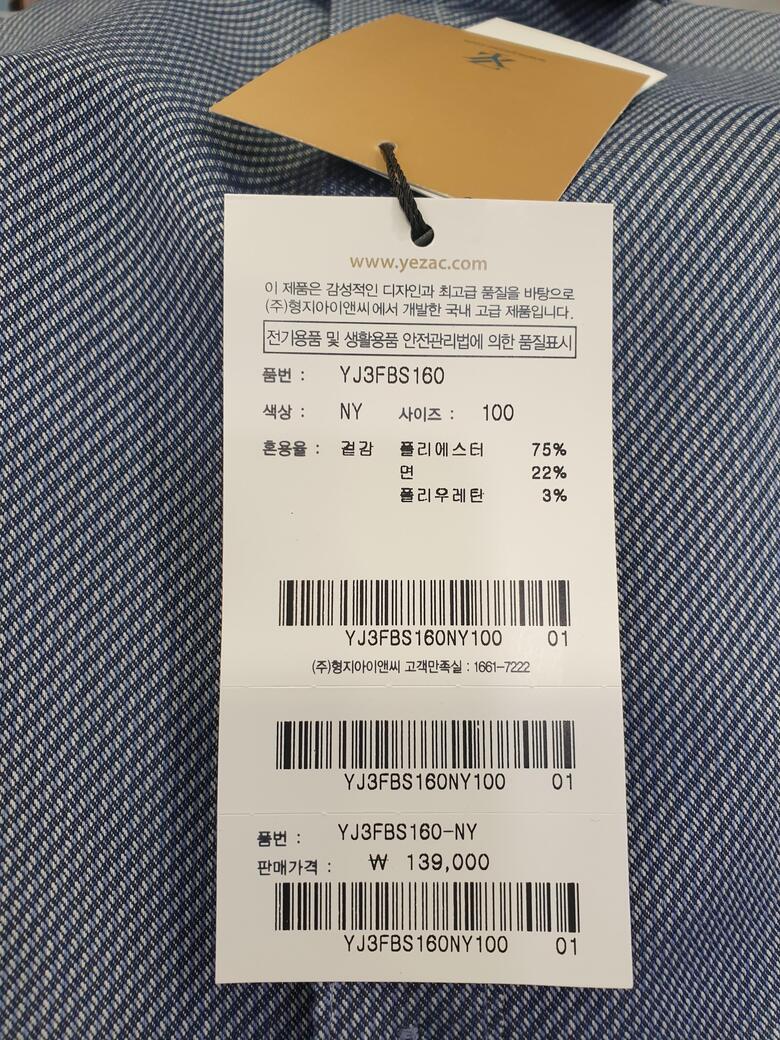 www.yezac.com
이 제품은 감성적인 디자인과 최고급 품질을 바탕으로
(주)형지아이앤씨에서 개발한 국내 고급 제품입니다.
전기용품 및 생활용품 안전관리법에 의한 품질표시
품번 : YJ3FBS160
색상 : NY 사이즈 : 100
혼용율 : 겉감 폴리에스터 75%
면 22%
폴리우레탄 3%
YJ3FBS160NY100 01
(주)형지아이앤씨 고객만족실 : 1661-7222
YJ3FBS160NY100 01
품번 : YJ3FBS160-NY
판매가격 : ₩ 139,000
YJ3FBS160NY100 01